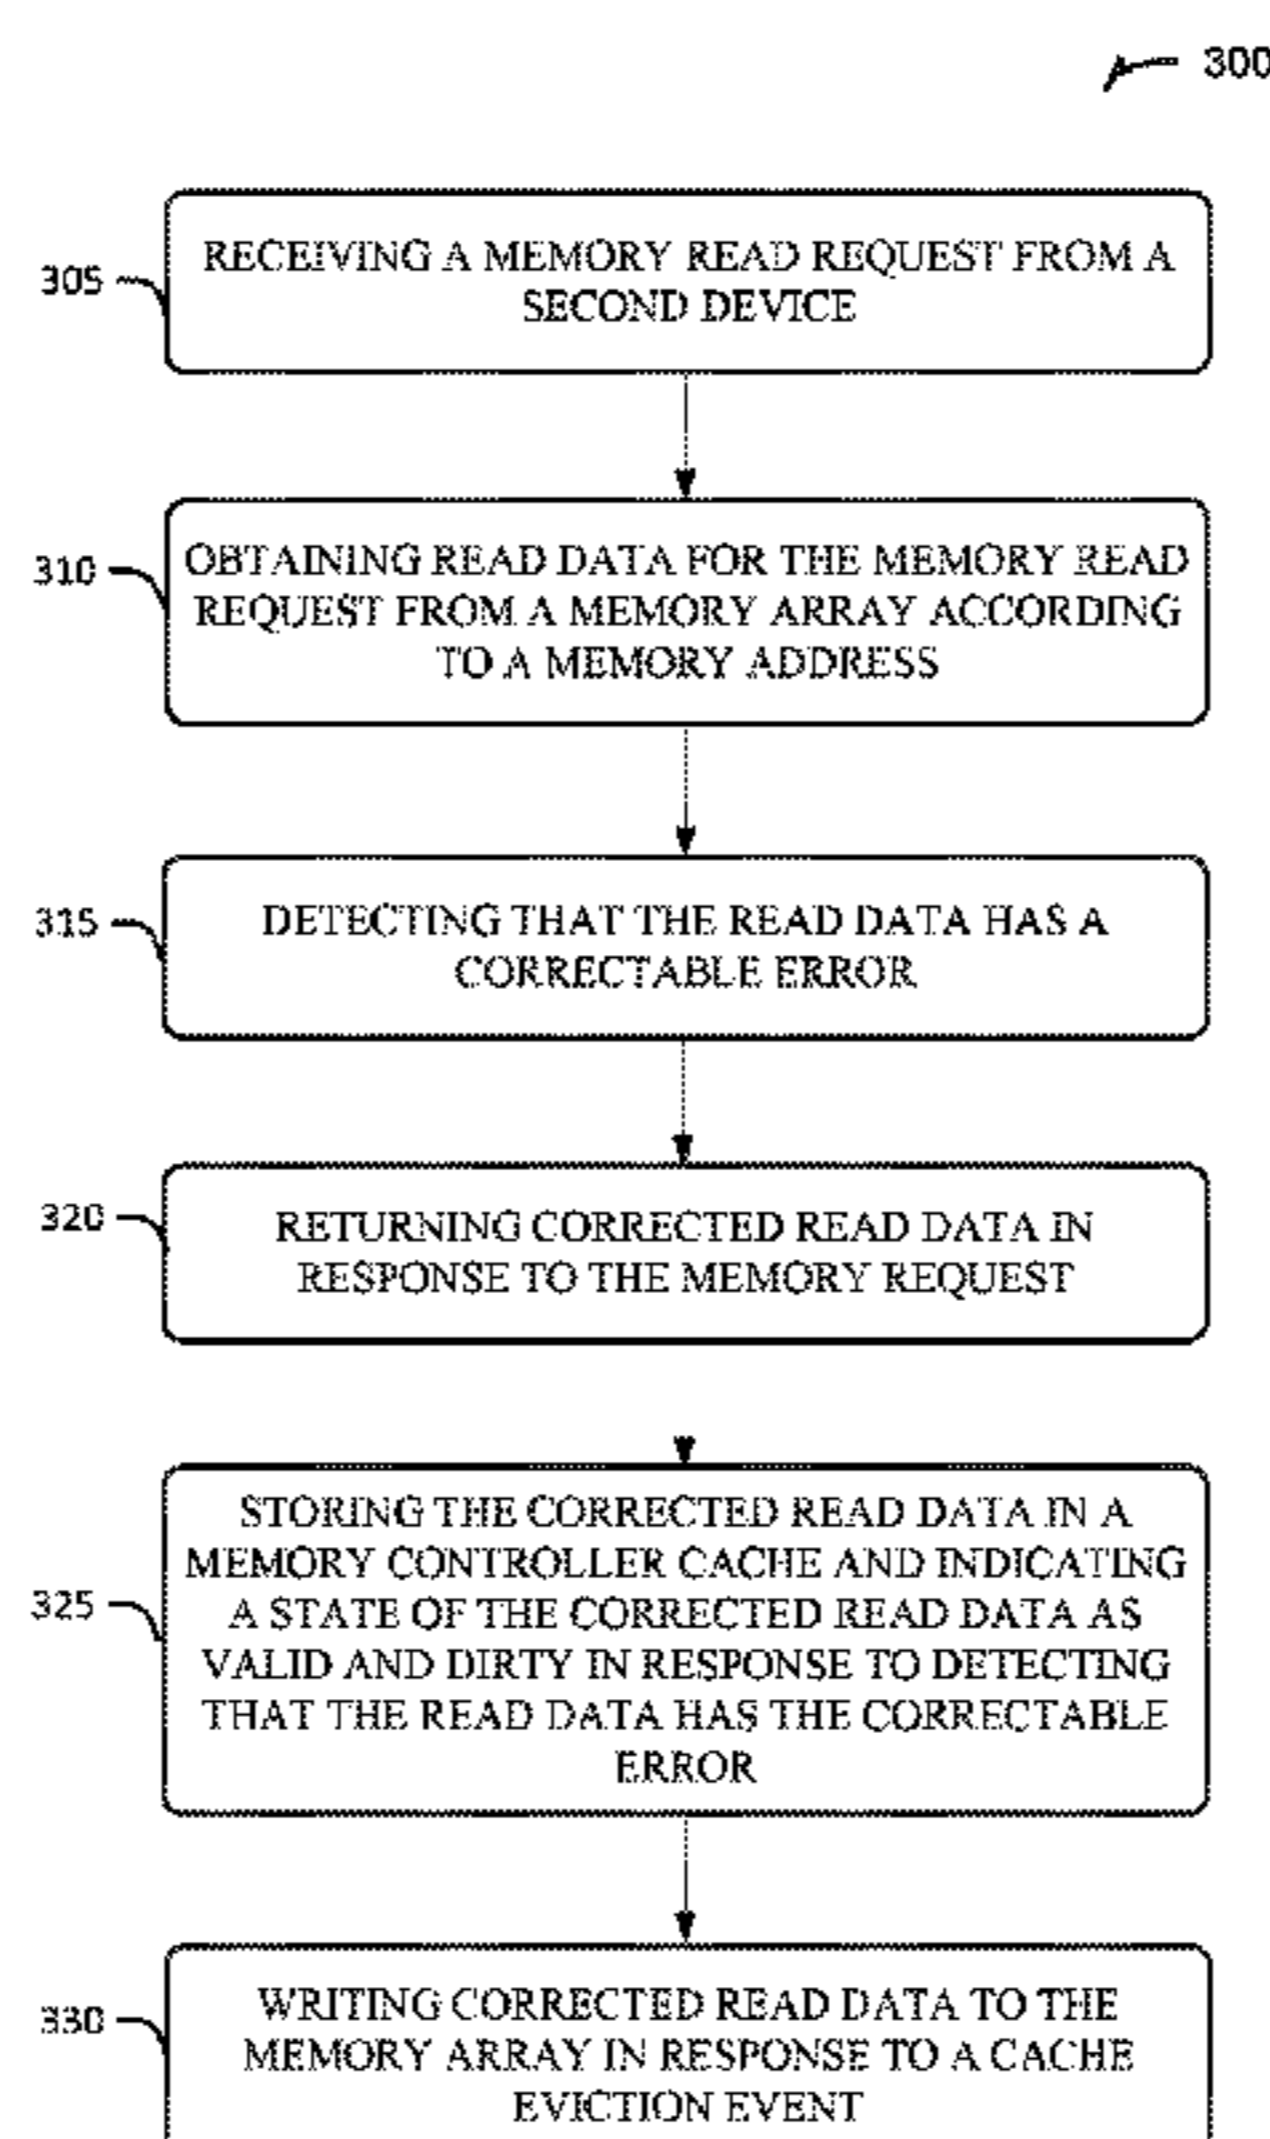 300
305
RECEIVING A MEMORY READ REQUEST FROM A
SECOND DEVICE
310
OBTAINING READ DATA FOR THE MEMORY READ
REQUEST FROM A MEMORY ARRAY ACCORDING
TO A MEMORY ADDRESS
315
DETECTING THAT THE READ DATA HAS A
CORRECTABLE ERROR
320
RETURNING CORRECTED READ DATA IN
RESPONSE TO THE MEMORY REQUEST
325
STORING THE CORRECTED READ DATA IN A
MEMORY CONTROLLER CACHE AND INDICATING
A STATE OF THE CORRECTED READ DATA AS
VALID AND DIRTY IN RESPONSE TO DETECTING
THAT THE READ DATA HAS THE CORRECTABLE
ERROR
330
WRITING CORRECTED READ DATA TO THE
MEMORY ARRAY IN RESPONSE TO A CACHE
EVICTION EVENT